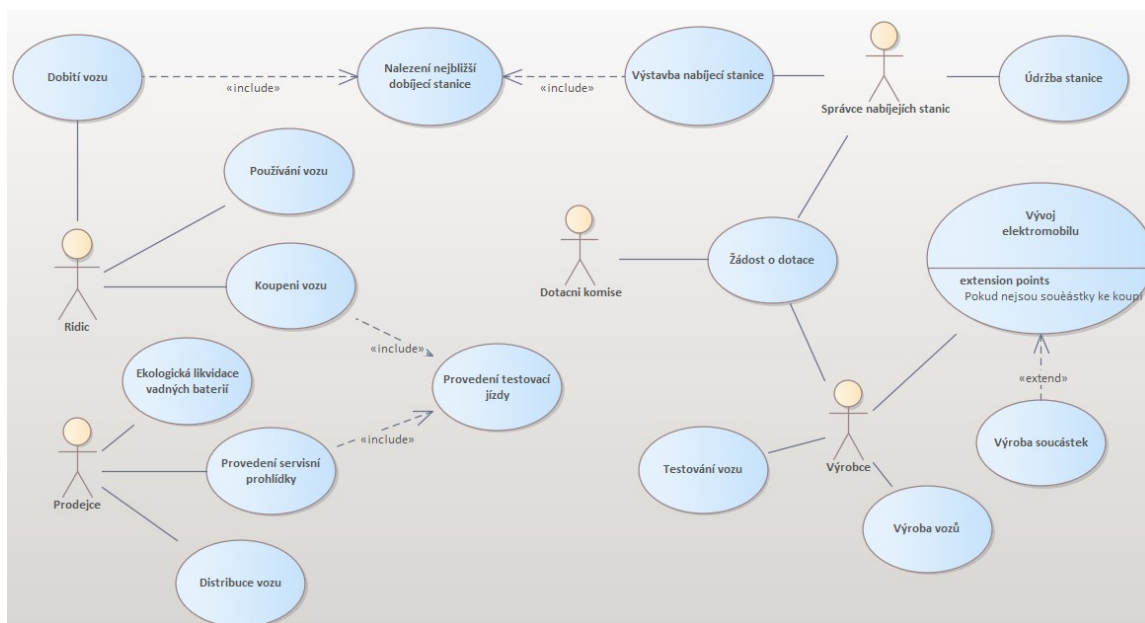 Dobití vozu
«include»
Nalezení nejbližší
dobíjecí stanice
«include»
Výstavba nabíjecí stanice
Správce nabíjejích stanic
Údržba stanice
Používání vozu
Ridic
Koupeni vozu
Dotacni komise
Žádost o dotace
Vývoj
elektromobilu
extension points
Pokud nejsou souèástky ke koupi
«include»
Ekologická likvidace
vadných baterií
Provedení testovací
jízdy
«extend»
Prodejce
Provedení servisní
prohlídky
«include»
Testování vozu
Výrobce
Výroba soucástek
Výroba vozů
Distribuce vozu